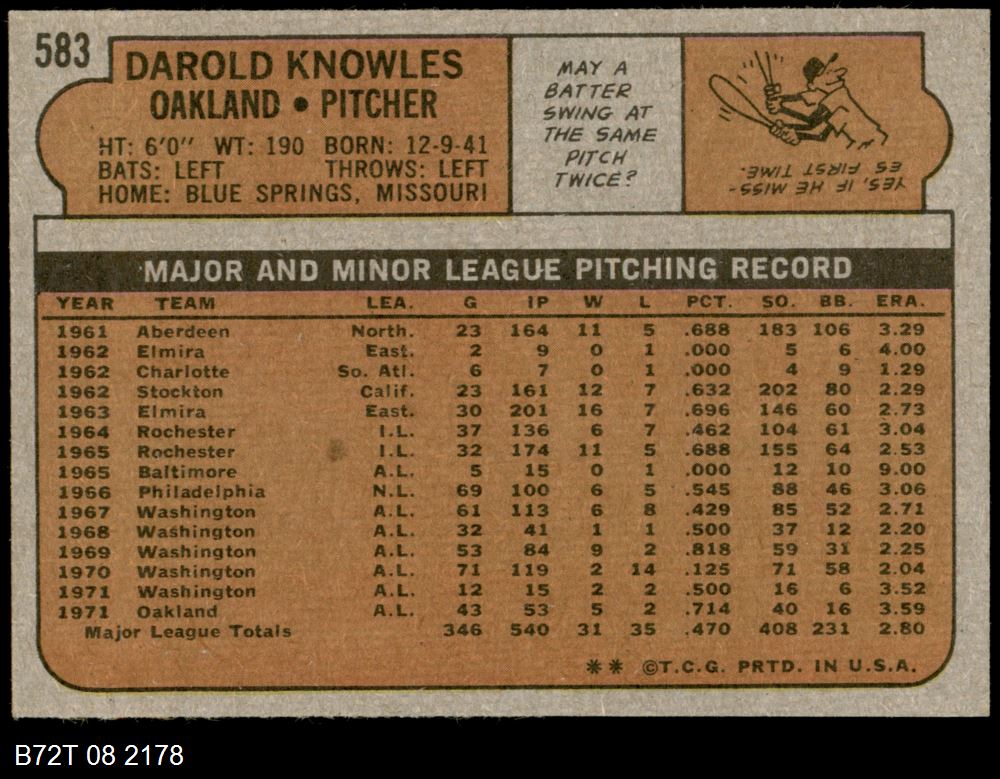 583
DAROLD KNOWLES
OAKLAND • PITCHER
HT: 6'0" WT: 190 BORN: 12-9-41
BATS: LEFT THROWS: LEFT
HOME: BLUE SPRINGS, MISSOURI
MAY A
BATTER
SWING AT
THE SAME
PITCH
TWICE?
YES, IF HE MISS-
ES FIRST TIME.
MAJOR AND MINOR LEAGUE PITCHING RECORD
YEAR TEAM LEA. G IP W L PCT. SO. BB. ERA.
1961 Aberdeen North. 23 164 11 5 .688 183 106 3.29
1962 Elmira East. 2 9 0 1 .000 5 6 4.00
1962 Charlotte So. Atl. 6 7 0 1 .000 4 9 1.29
1962 Stockton Calif. 23 161 12 7 .632 202 80 2.29
1963 Elmira East. 30 201 16 7 .696 146 60 2.73
1964 Rochester I.L. 37 136 6 7 .462 104 61 3.04
1965 Rochester I.L. 32 174 11 5 .688 155 64 2.53
1965 Baltimore A.L. 5 15 0 1 .000 12 10 9.00
1966 Philadelphia N.L. 69 100 6 5 .545 88 46 3.06
1967 Washington A.L. 61 113 6 8 .429 85 52 2.71
1968 Washington A.L. 32 41 1 1 .500 37 12 2.20
1969 Washington A.L. 53 84 9 2 .818 59 31 2.25
1970 Washington A.L. 71 119 2 14 .125 71 58 2.04
1971 Washington A.L. 12 15 2 2 .500 16 6 3.52
1971 Oakland A.L. 43 53 5 2 .714 40 16 3.59
Major League Totals 346 540 31 35 .470 408 231 2.80
** ©T.C.G. PRTD. IN U.S.A.
B72T 08 2178